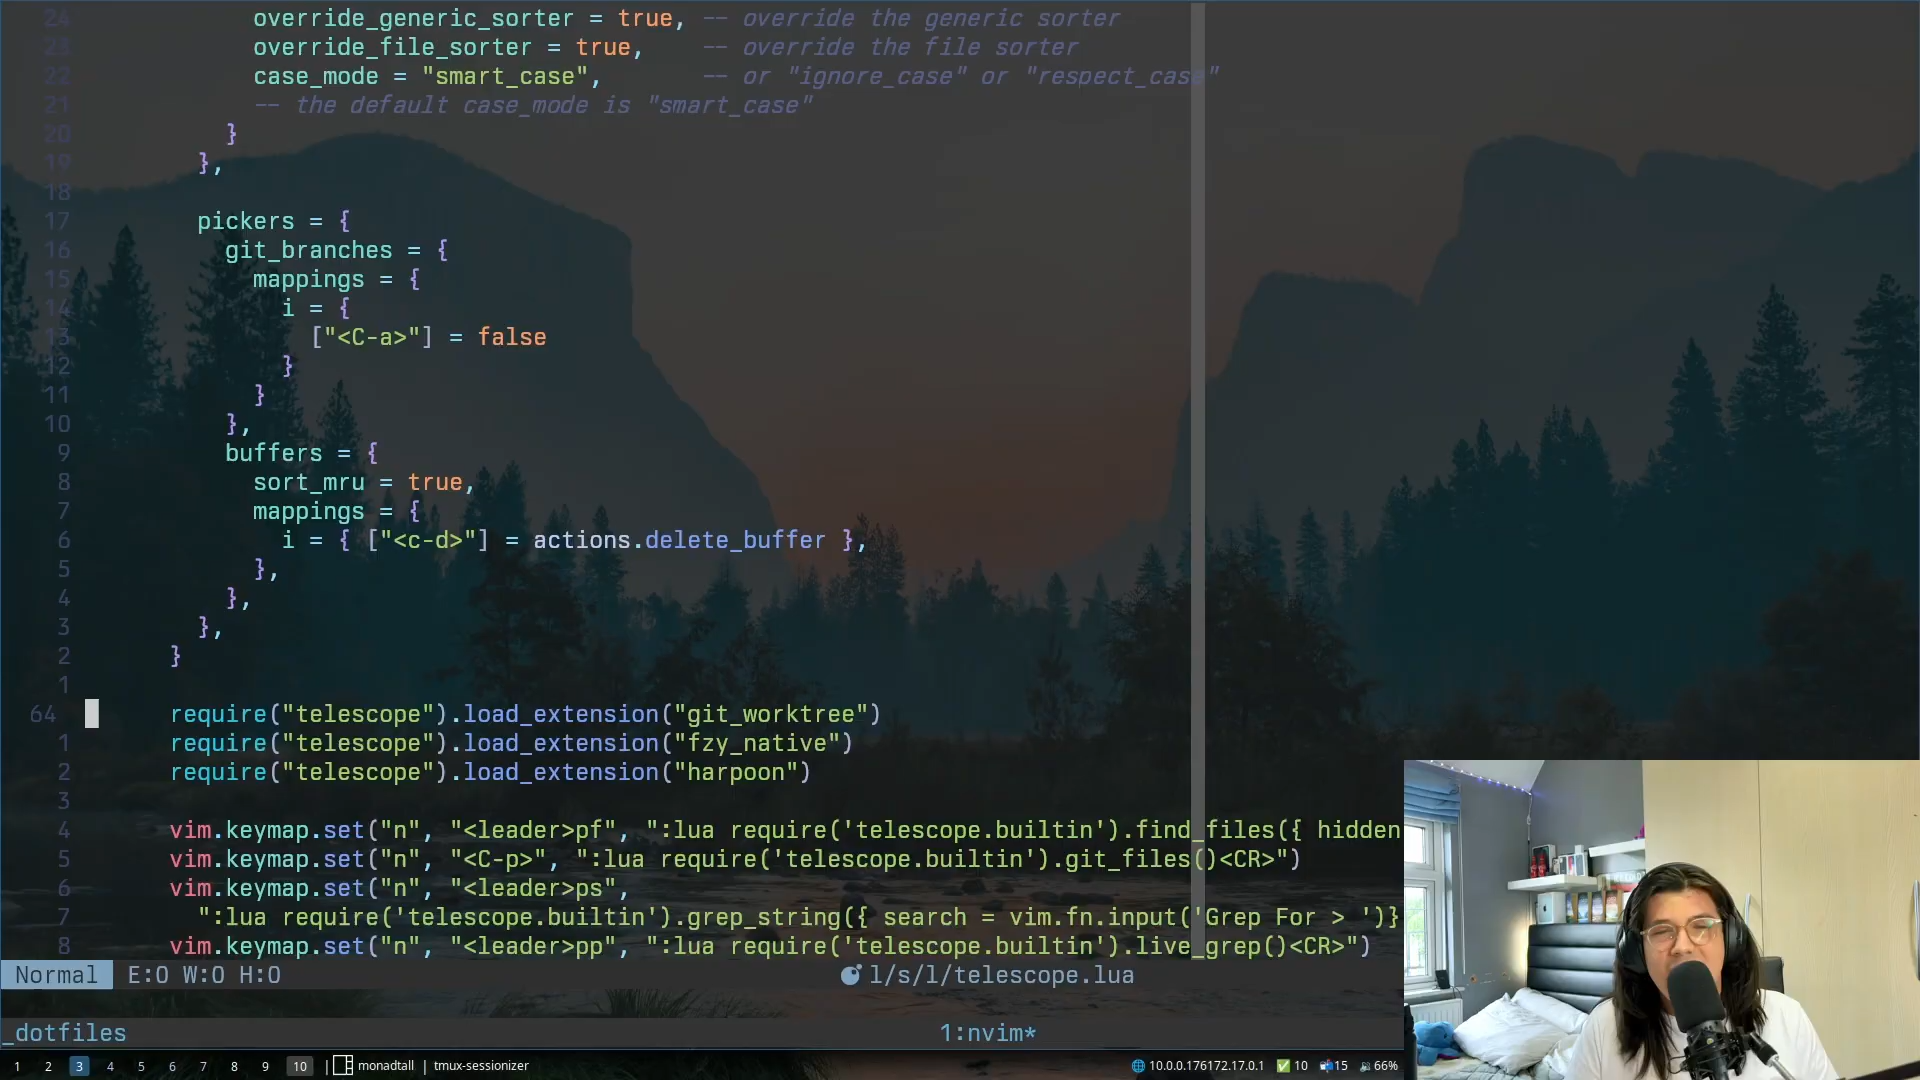 24 override_generic_sorter = true, -- override the generic sorter
23 override_file_sorter = true, -- override the file sorter
22 case_mode = "smart_case", -- or "ignore_case" or "respect_case"
21 -- the default case_mode is "smart_case"
20 }
19 },
18
17 pickers = {
16 git_branches = {
15 mappings = {
14 i = {
13 ["<C-a>"] = false
12 }
11 }
10 },
9 buffers = {
8 sort_mru = true,
7 mappings = {
6 i = { ["<c-d>"] = actions.delete_buffer },
5 },
4 },
3 },
2 }
1
64 require("telescope").load_extension("git_worktree")
1 require("telescope").load_extension("fzy_native")
2 require("telescope").load_extension("harpoon")
3
4 vim.keymap.set("n", "<leader>pf", ":lua require('telescope.builtin').find_files({ hidden
5 vim.keymap.set("n", "<C-p>", ":lua require('telescope.builtin').git_files()<CR>")
6 vim.keymap.set("n", "<leader>ps",
7 ":lua require('telescope.builtin').grep_string({ search = vim.fn.input('Grep For > ')}
8 vim.keymap.set("n", "<leader>pp", ":lua require('telescope.builtin').live_grep()<CR>")
Normal E:0 W:0 H:0 l/s/l/telescope.lua
_dotfiles 1:nvim*
1 2 3 4 5 6 7 8 9 10 | monadtall | tmux-sessionizer 10.0.0.176172.17.0.1 10 15 66%